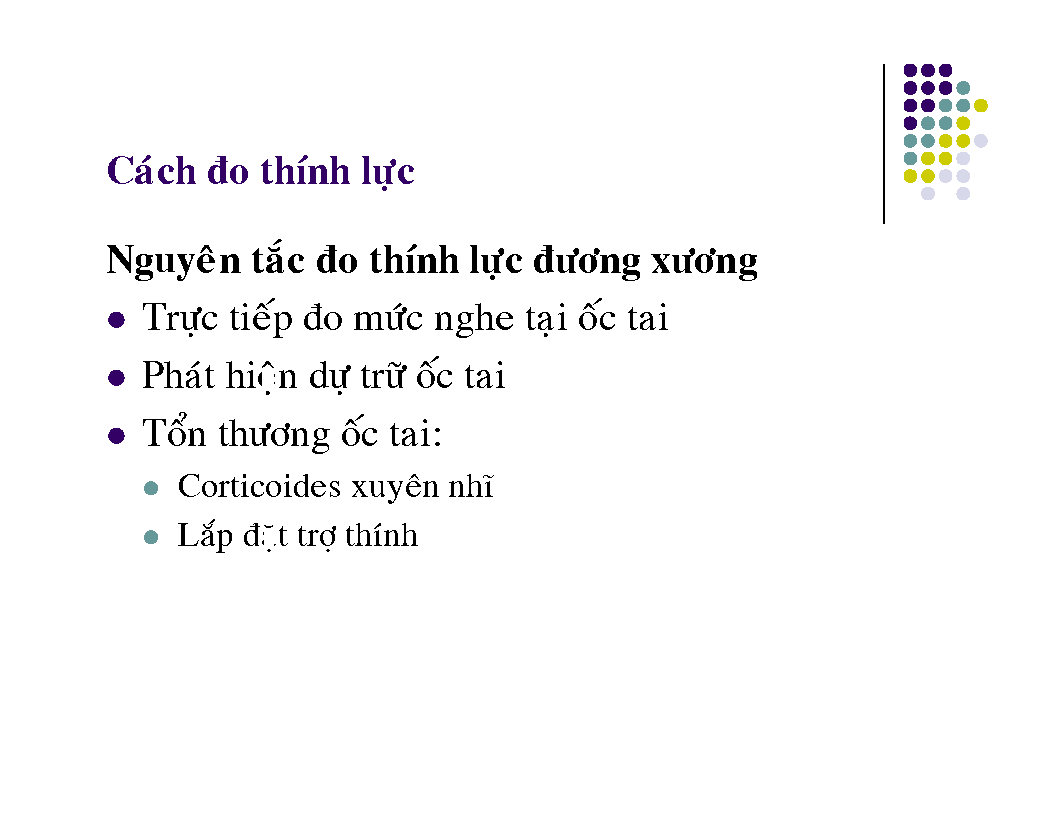 Cách đo thính lực
Nguyên tắc đo thính lực đương xương
Trực tiếp đo mức nghe tại ốc tai
Phát hiện dự trữ ốc tai
Tổn thương ốc tai:
Corticoides xuyên nhĩ
Lắp đặt trợ thính